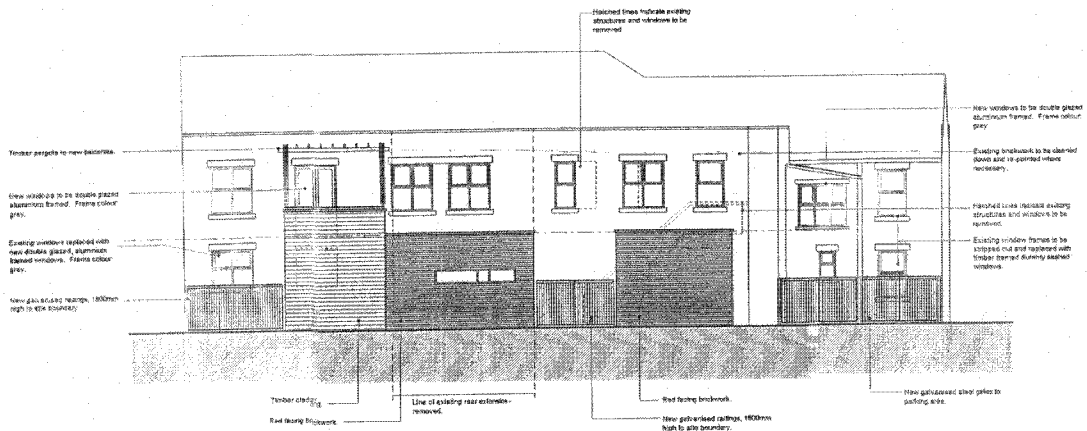 Hatched lines indicate existing
structures and windows to be
removed
New windows to be double glazed
aluminium framed. Frame colour
grey
Timber pergola to new balconies.
Existing brickwork to be cleaned
down and re-pointed where
necessary.
New windows to be double glazed
aluminium framed. Frame colour
grey.
Hatched lines indicate existing
structures and windows to be
removed.
Existing windows replaced with
new double glazed, aluminium
framed windows. Frame colour
grey.
Existing window frames to be
stripped out and replaced with
timber framed dummy sashed
windows.
New galvanised railings, 1800mm
high to site boundary
Timber cladding.
Red facing brickwork.
Line of existing rear extension
removed.
Red facing brickwork.
New galvanised railings, 1800mm
high to site boundary.
New galvanised steel gates to
parking area.